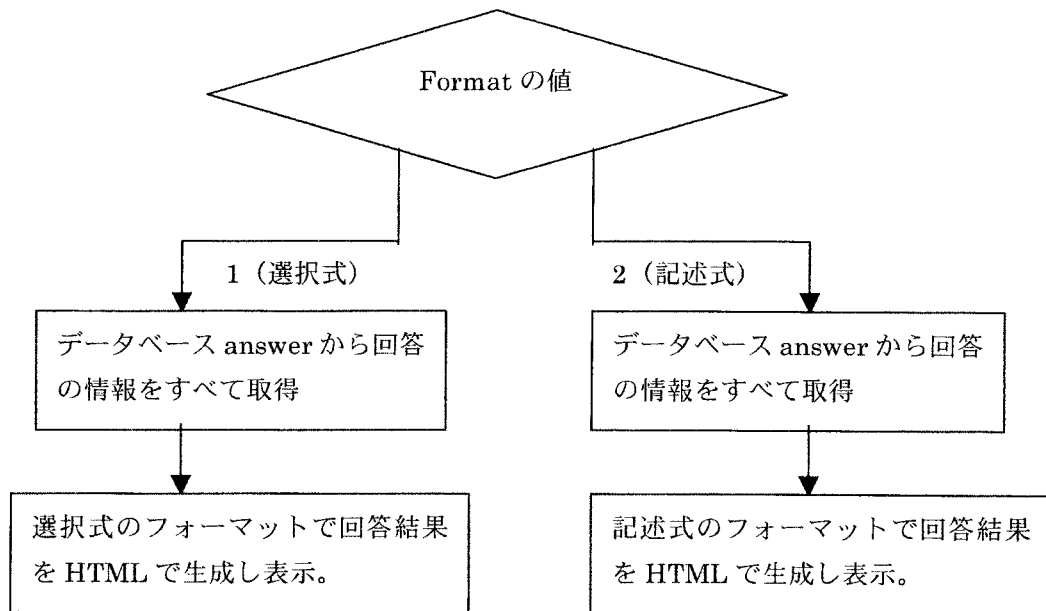 Format の値
1（選択式）
2（記述式）
データベース answer から回答
の情報をすべて取得
データベース answer から回答
の情報をすべて取得
選択式のフォーマットで回答結果
を HTML で生成し表示。
記述式のフォーマットで回答結果
を HTML で生成し表示。